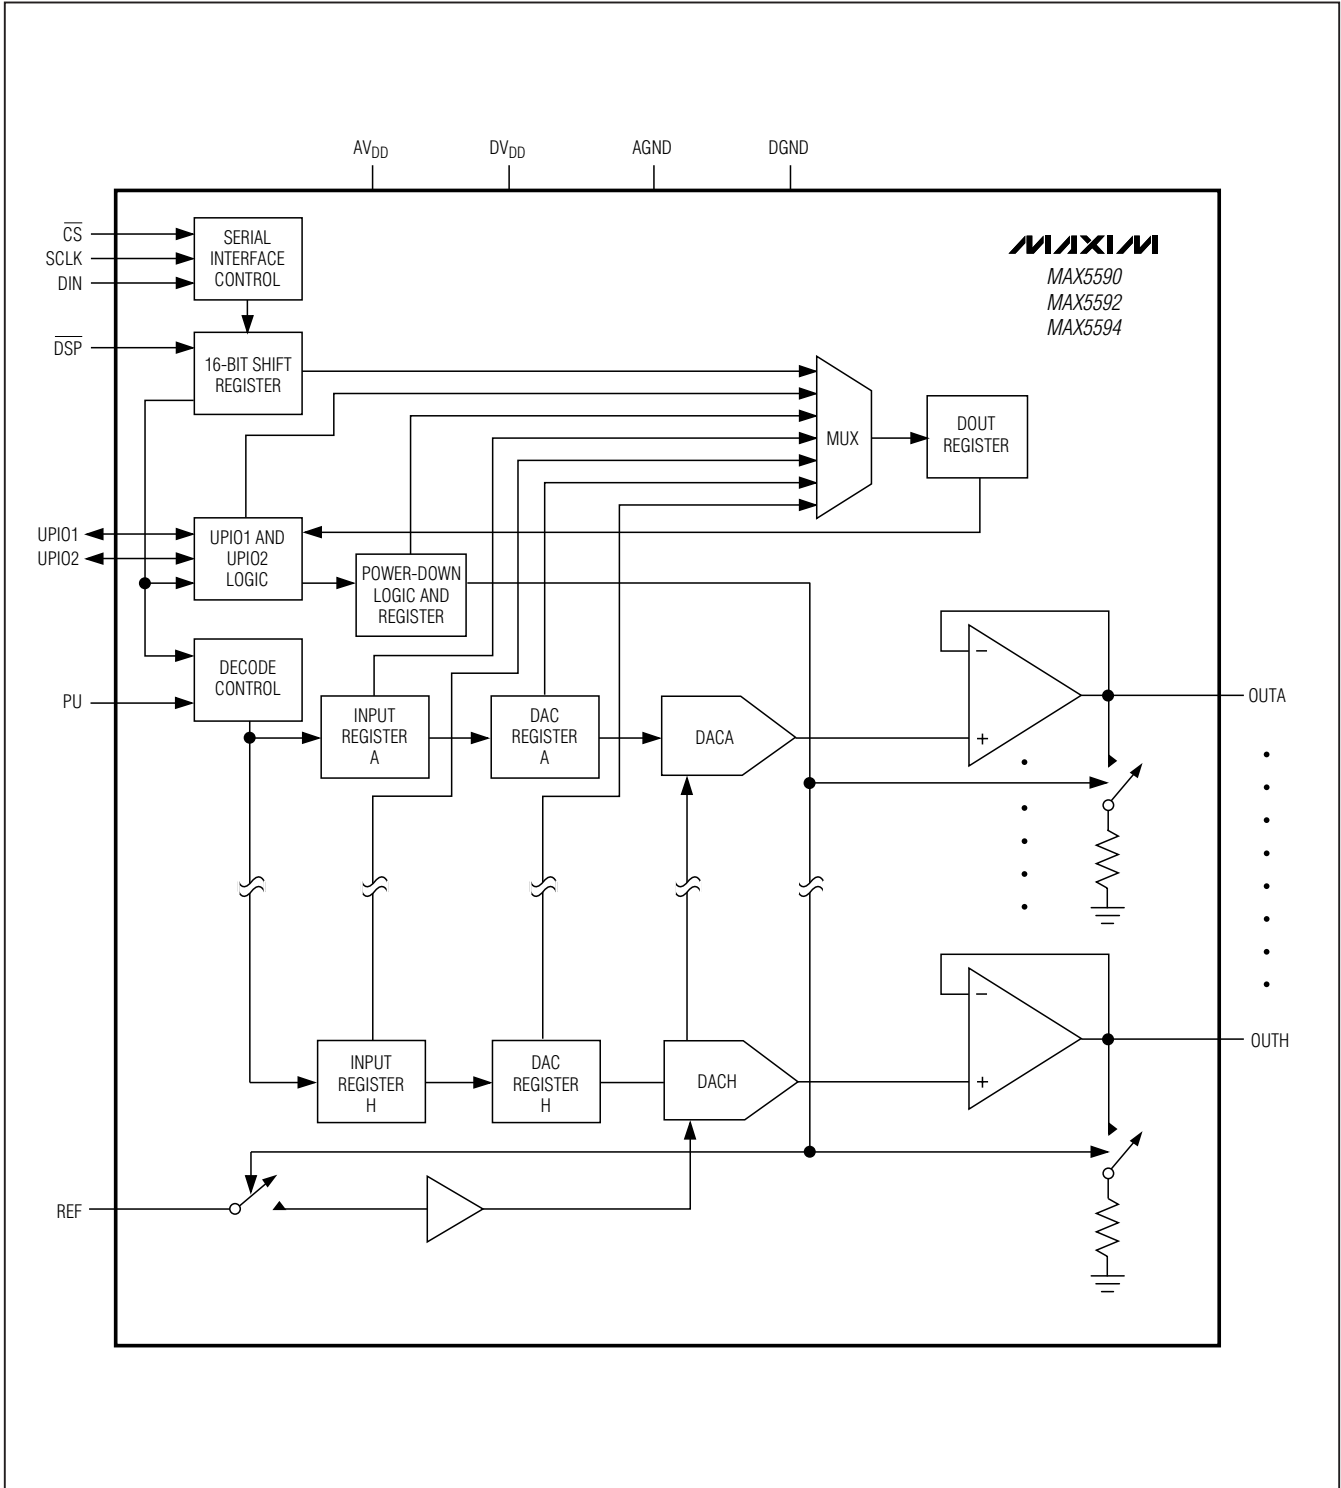 AVDD DVDD AGND DGND
CS
SCLK
DIN
SERIAL
INTERFACE
CONTROL
MAXIM
MAX5590
MAX5592
MAX5594
DSP
16-BIT SHIFT
REGISTER
MUX
DOUT
REGISTER
UPIO1
UPIO2
UPIO1 AND
UPIO2
LOGIC
POWER-DOWN
LOGIC AND
REGISTER
DECODE
CONTROL
PU
INPUT
REGISTER
A
DAC
REGISTER
A
DACA
−
+
OUTA
INPUT
REGISTER
H
DAC
REGISTER
H
DACH
−
+
OUTH
REF